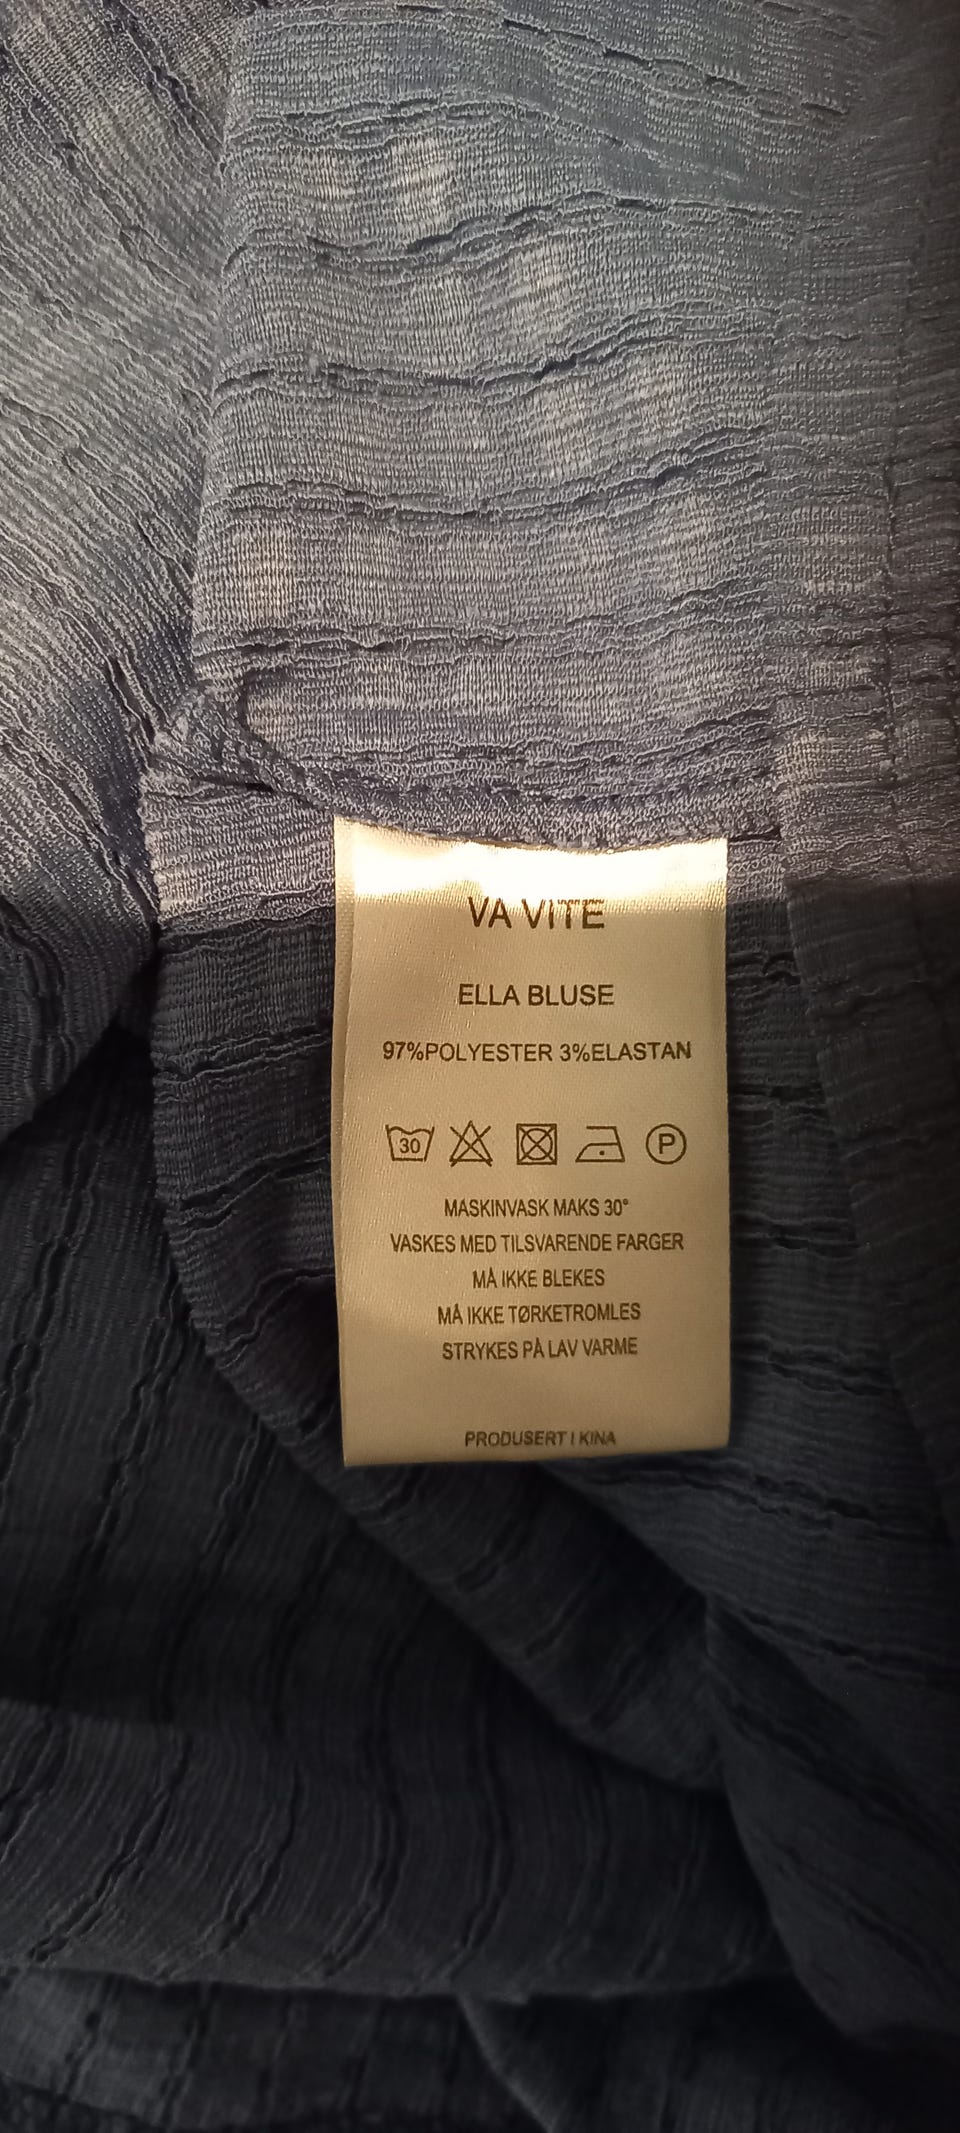 VA VITE
ELLA BLUSE
97%POLYESTER 3%ELASTAN
30 P
MASKINVASK MAKS 30°
VASKES MED TILSVARENDE FARGER
MÅ IKKE BLEKES
MÅ IKKE TØRKETROMLES
STRYKES PÅ LAV VARME
PRODUSERT I KINA